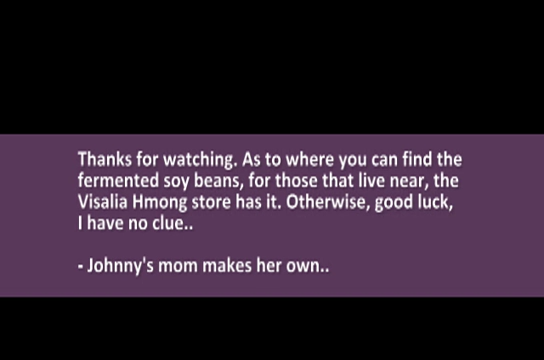 Thanks for watching. As to where you can find the
fermented soy beans, for those that live near, the
Visalia Hmong store has it. Otherwise, good luck,
I have no clue..
- Johnny's mom makes her own..